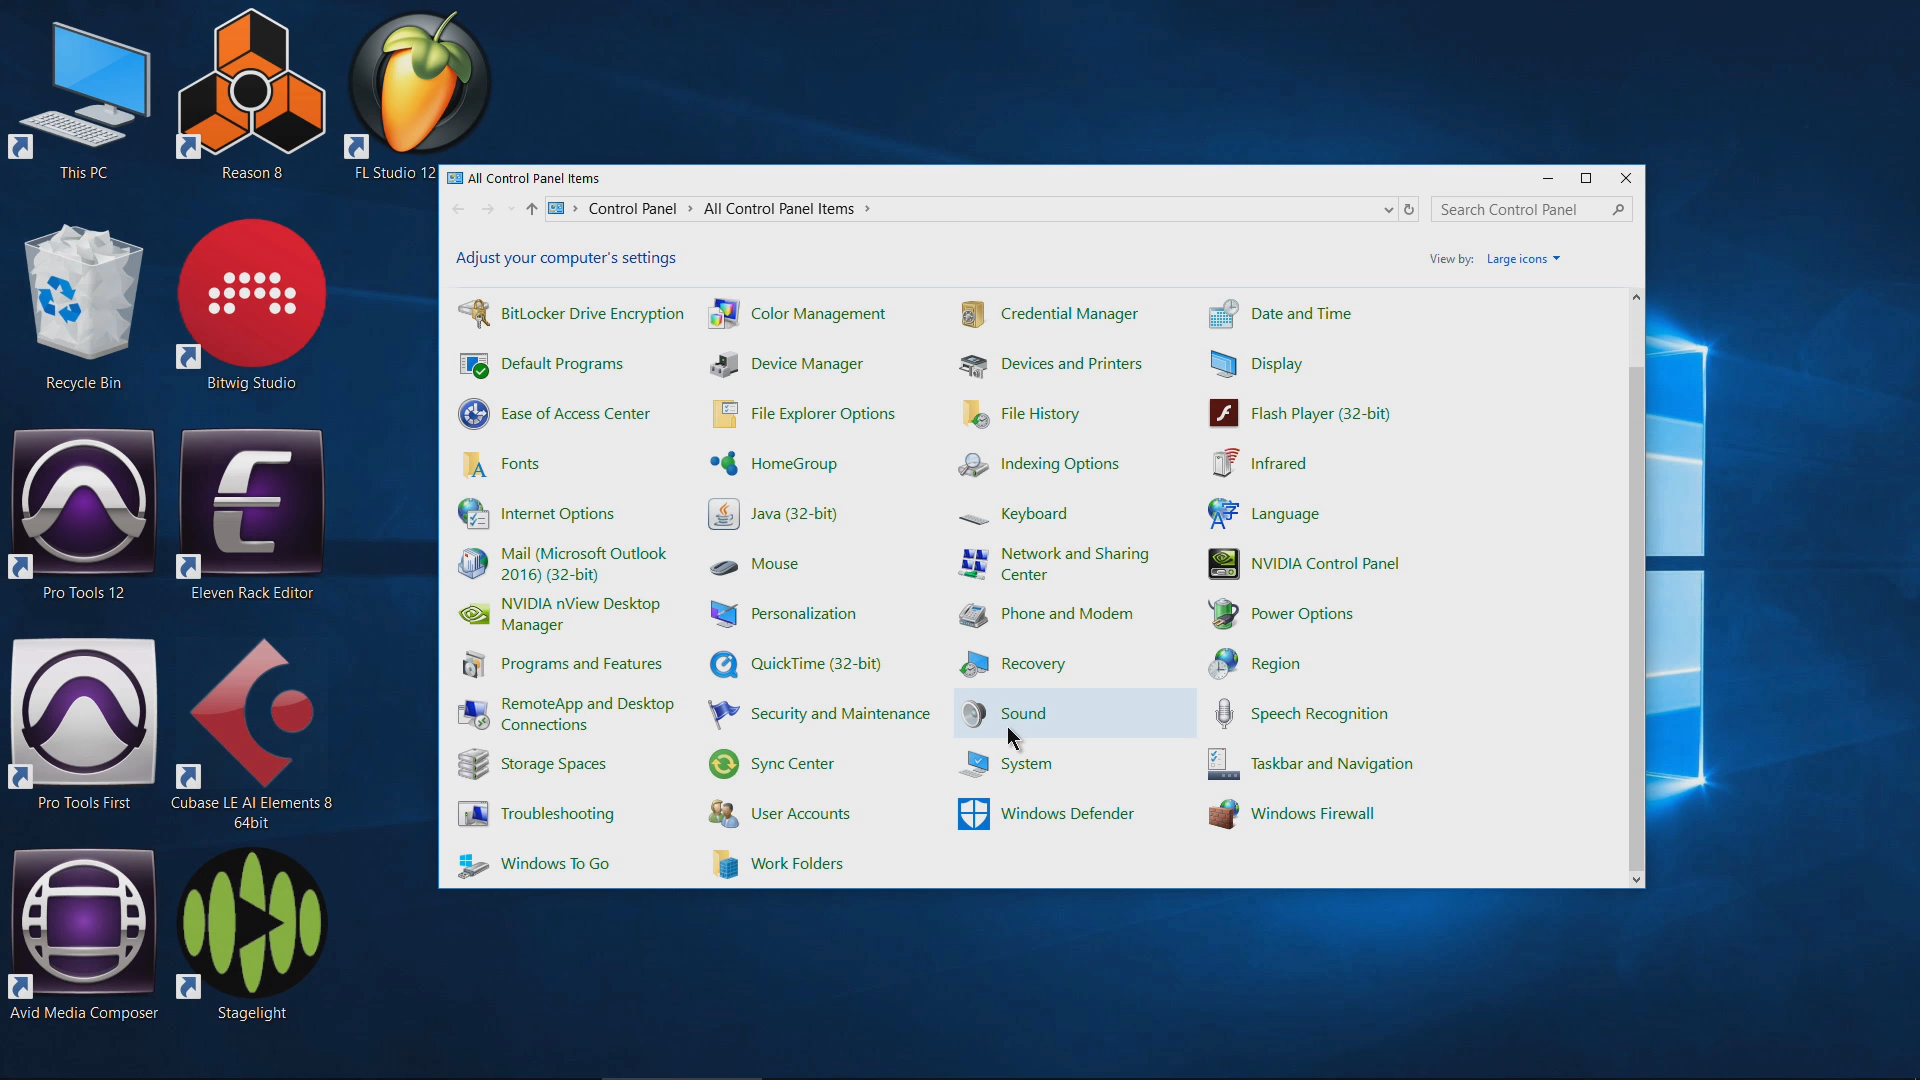 This PC
Reason 8
FL Studio 12
Recycle Bin
Bitwig Studio
Pro Tools 12
Eleven Rack Editor
Pro Tools First
Cubase LE AI Elements 8
64bit
Avid Media Composer
Stagelight
All Control Panel Items
Control Panel
All Control Panel Items
Search Control Panel
Adjust your computer's settings
View by:
Large icons
BitLocker Drive Encryption
Color Management
Credential Manager
Date and Time
Default Programs
Device Manager
Devices and Printers
Display
Ease of Access Center
File Explorer Options
File History
Flash Player (32-bit)
Fonts
HomeGroup
Indexing Options
Infrared
Internet Options
Java (32-bit)
Keyboard
Language
Mail (Microsoft Outlook
2016) (32-bit)
Mouse
Network and Sharing
Center
NVIDIA Control Panel
NVIDIA nView Desktop
Manager
Personalization
Phone and Modem
Power Options
Programs and Features
QuickTime (32-bit)
Recovery
Region
RemoteApp and Desktop
Connections
Security and Maintenance
Sound
Speech Recognition
Storage Spaces
Sync Center
System
Taskbar and Navigation
Troubleshooting
User Accounts
Windows Defender
Windows Firewall
Windows To Go
Work Folders